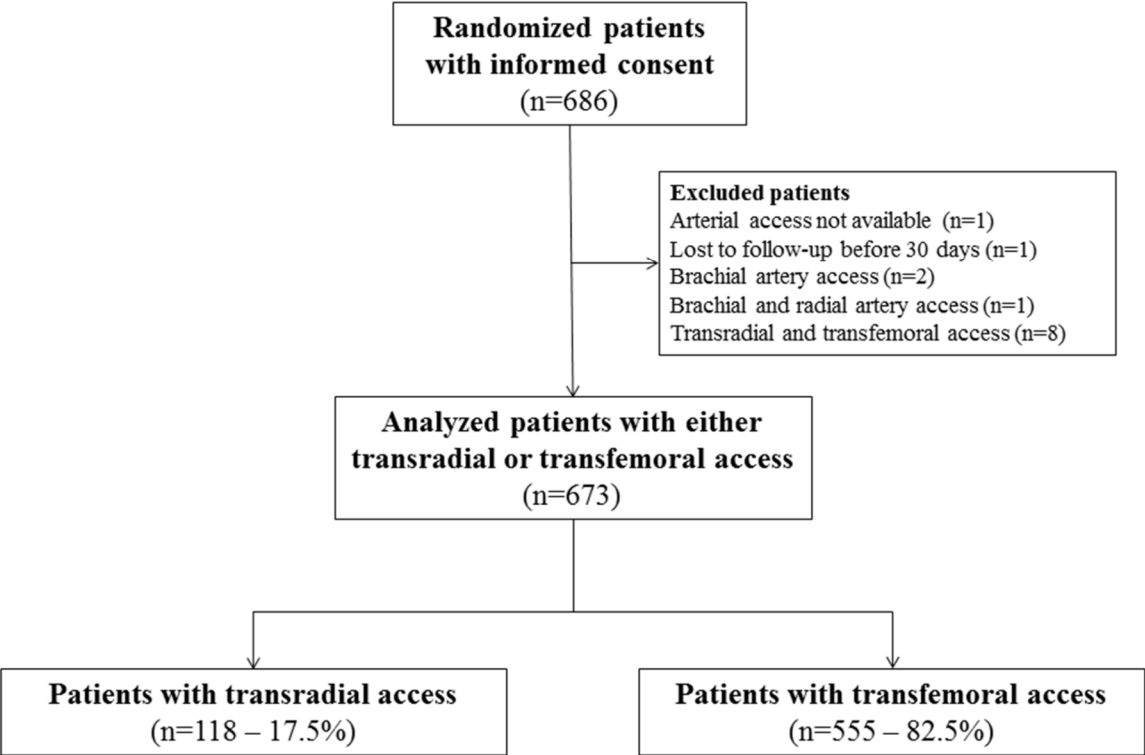 Randomized patients
with informed consent
(n=686)
Excluded patients
Arterial access not available (n=1)
Lost to follow-up before 30 days (n=1)
Brachial artery access (n=2)
Brachial and radial artery access (n=1)
Transradial and transfemoral access (n=8)
Analyzed patients with either
transradial or transfemoral access
(n=673)
Patients with transradial access
(n=118 – 17.5%)
Patients with transfemoral access
(n=555 – 82.5%)